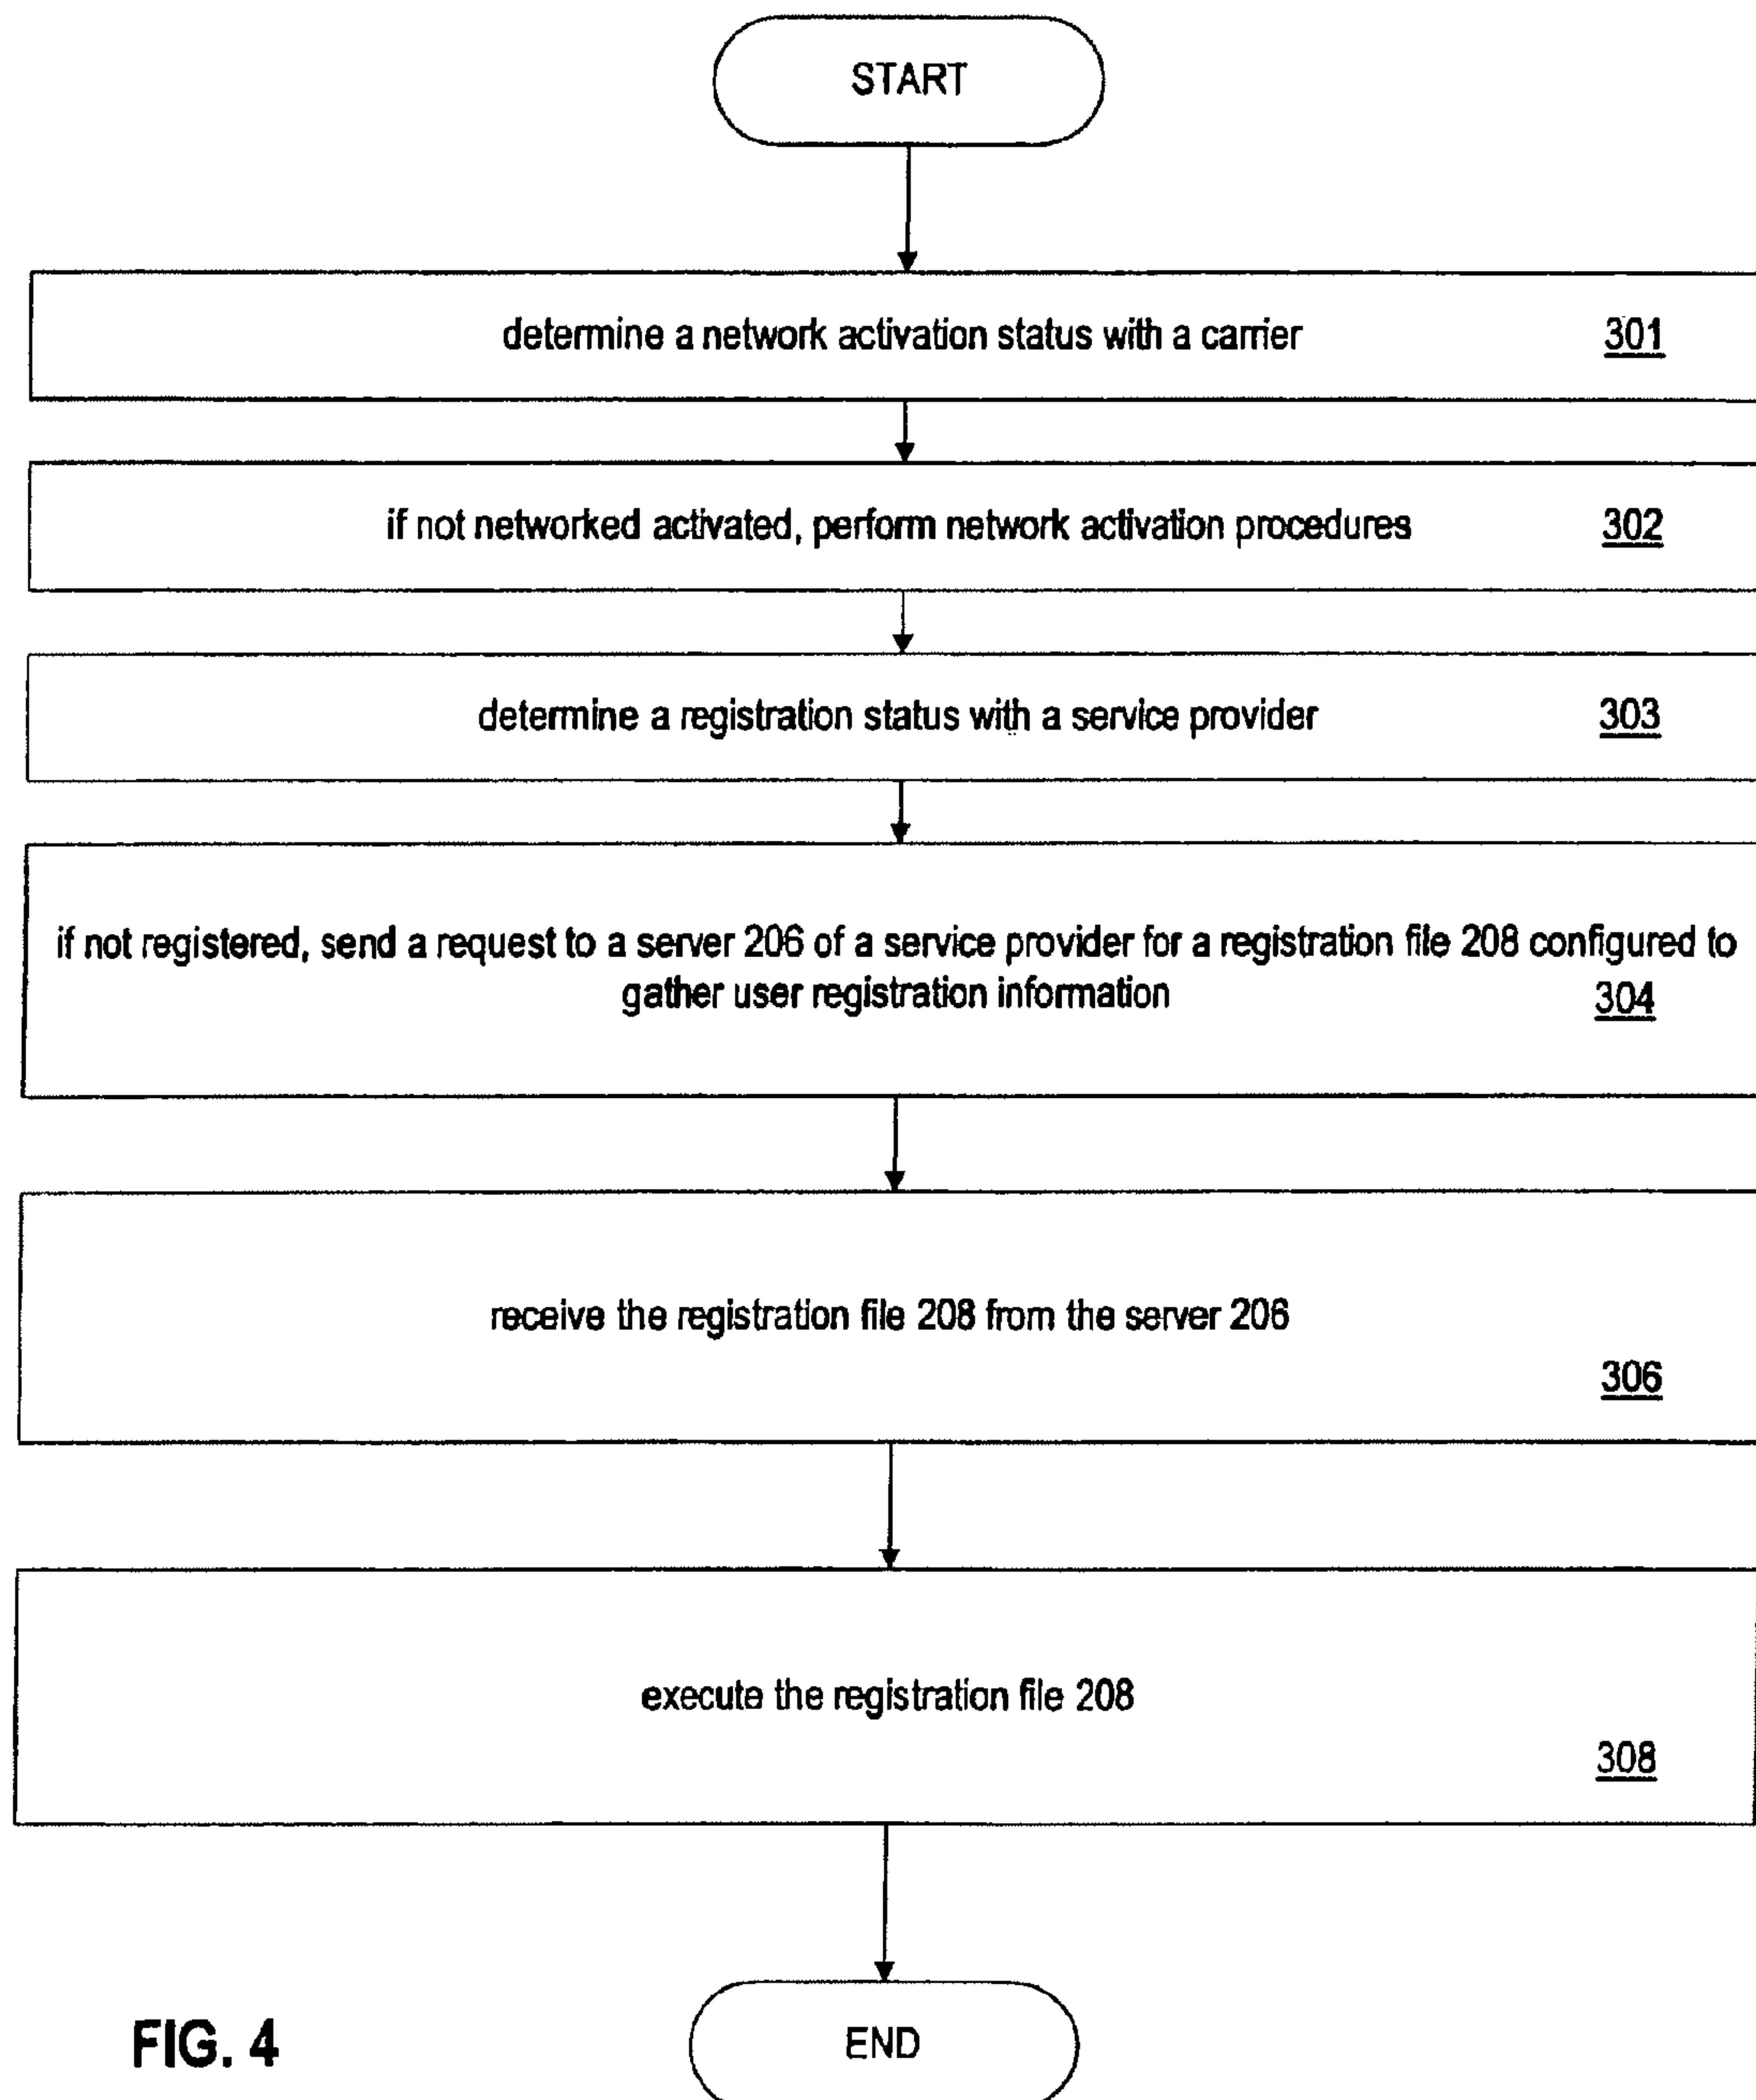 START
determine a network activation status with a carrier 301
if not networked activated, perform network activation procedures 302
determine a registration status with a service provider 303
if not registered, send a request to a server 206 of a service provider for a registration file 208 configured to
gather user registration information 304
receive the registration file 208 from the server 206
306
execute the registration file 208
308
END
FIG. 4